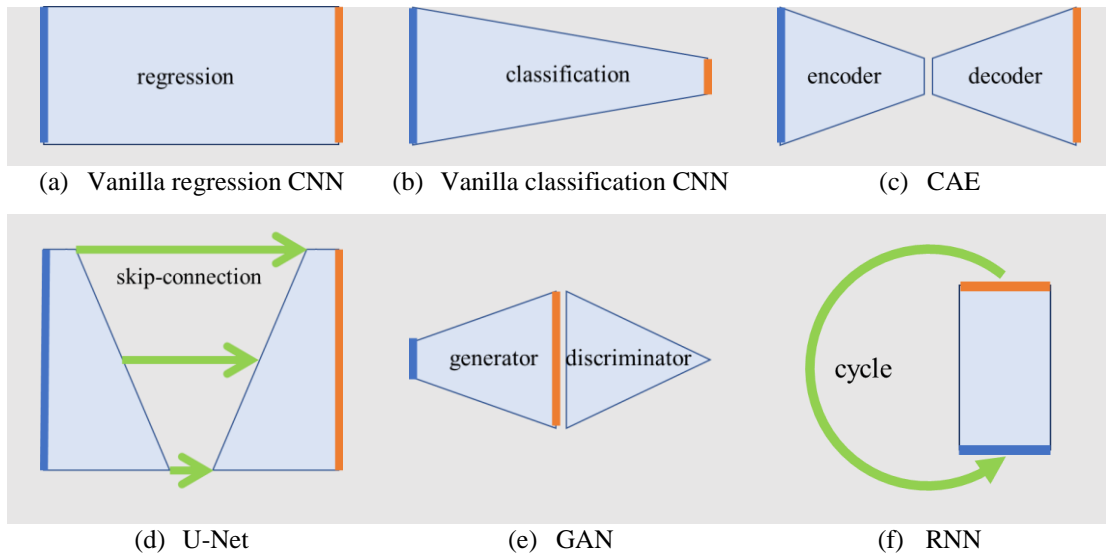 regression
classification
encoder
decoder
(a) Vanilla regression CNN
(b) Vanilla classification CNN
(c) CAE
skip-connection
generator
discriminator
cycle
(d) U-Net
(e) GAN
(f) RNN